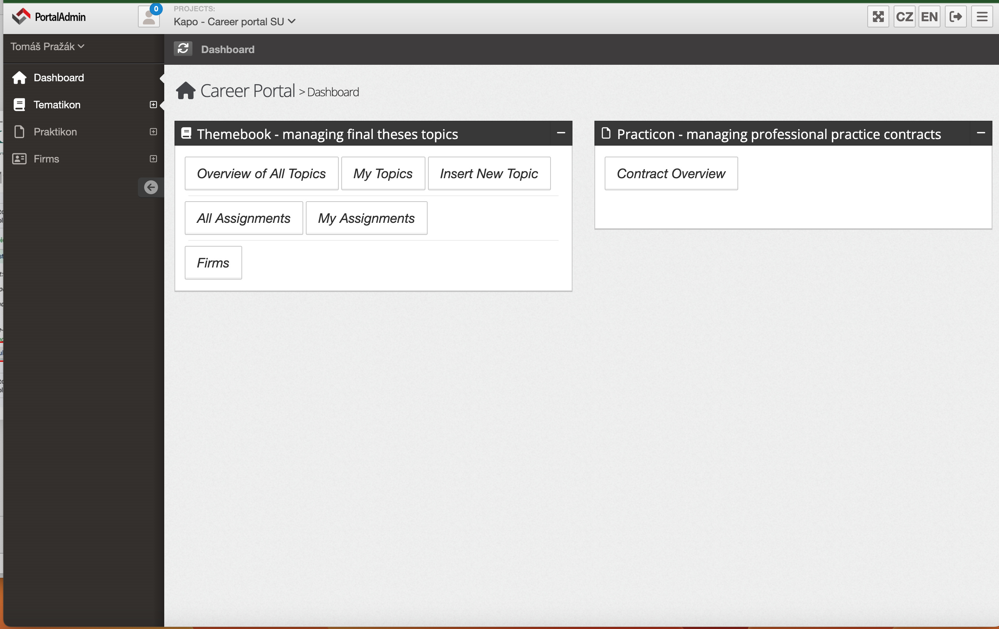 PortalAdmin
0
PROJECTS:
Kapo - Career portal SU
CZ
EN
Tomáš Pražák
Dashboard
Dashboard
Tematikon
Praktikon
Firms
Career Portal > Dashboard
Themebook - managing final theses topics
Overview of All Topics
My Topics
Insert New Topic
All Assignments
My Assignments
Firms
Practicon - managing professional practice contracts
Contract Overview